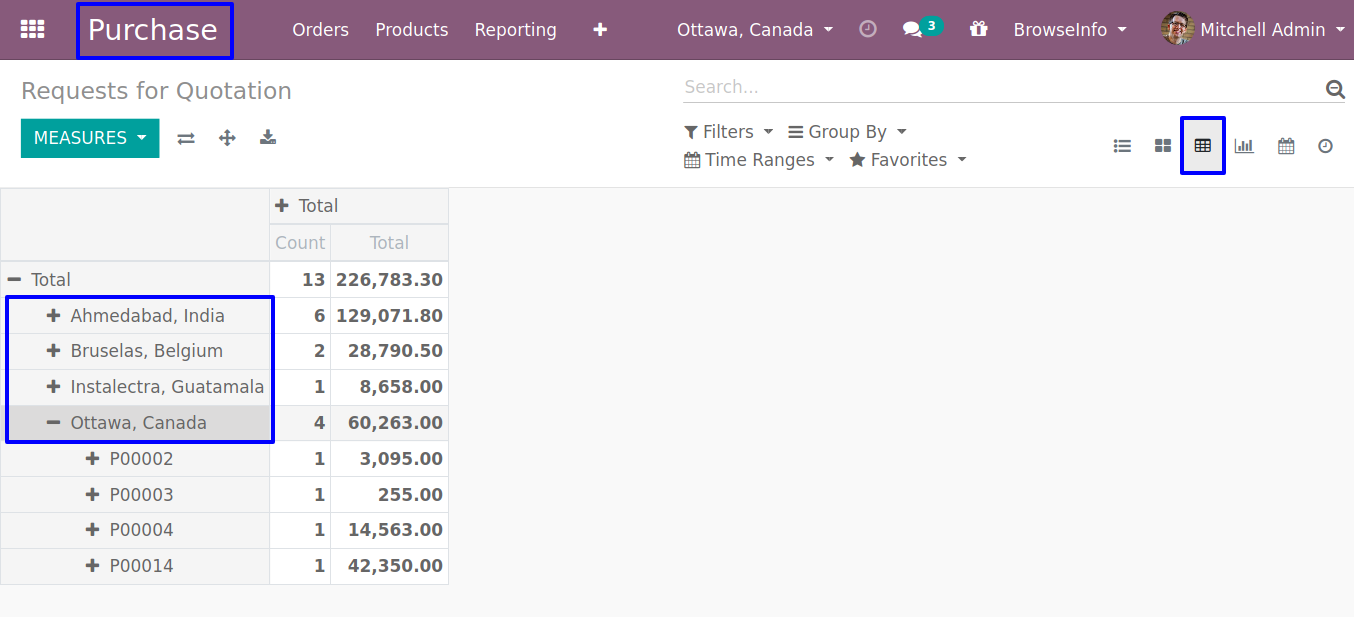 Purchase Orders Products Reporting Ottawa, Canada 3 BrowseInfo Mitchell Admin
Requests for Quotation
Search...
MEASURES
Filters Group By
Time Ranges Favorites
Total
Count Total
Total 13 226,783.30
Ahmedabad, India 6 129,071.80
Bruselas, Belgium 2 28,790.50
Instalectra, Guatamala 1 8,658.00
Ottawa, Canada 4 60,263.00
P00002 1 3,095.00
P00003 1 255.00
P00004 1 14,563.00
P00014 1 42,350.00